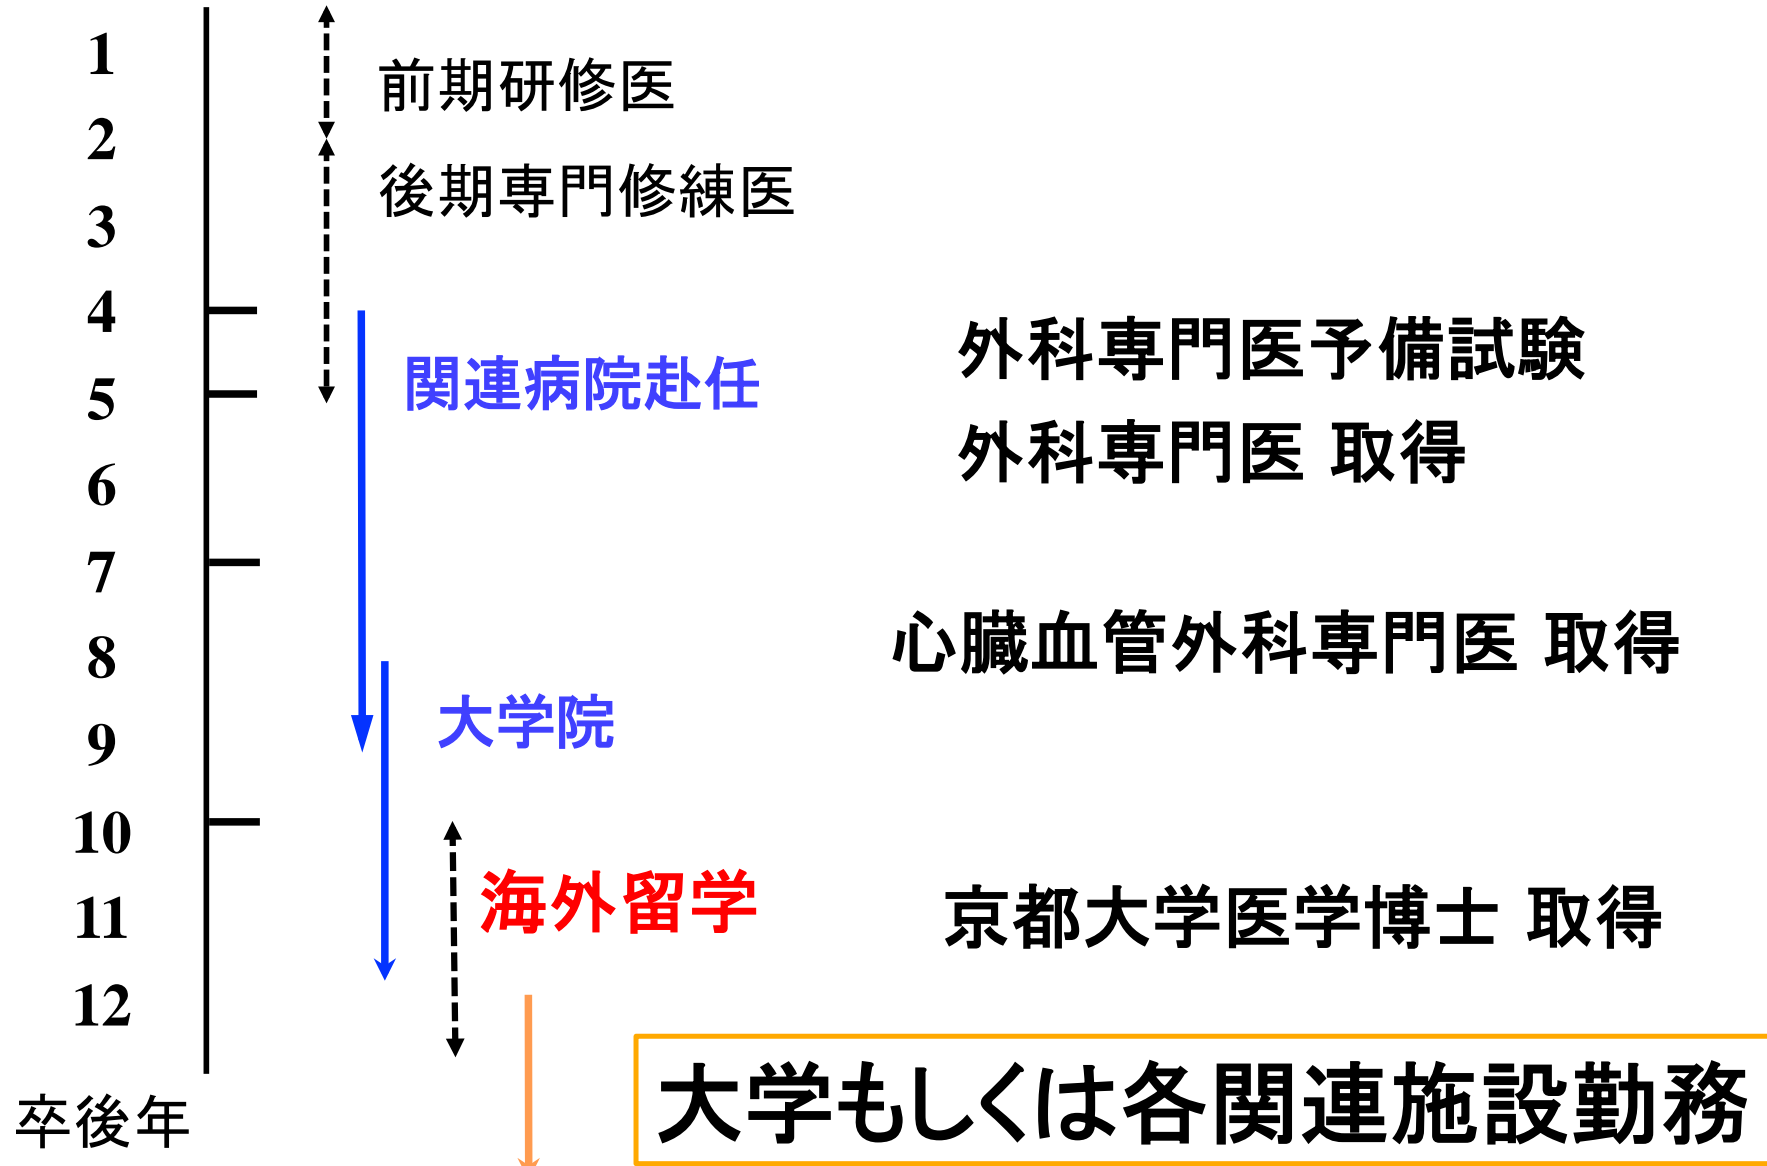 1
前期研修医
2
後期専門修練医
3
4
外科専門医予備試験
関連病院赴任
5
外科専門医 取得
6
7
心臓血管外科専門医 取得
8
大学院
9
10
海外留学
11
京都大学医学博士 取得
12
大学もしくは各関連施設勤務
卒後年